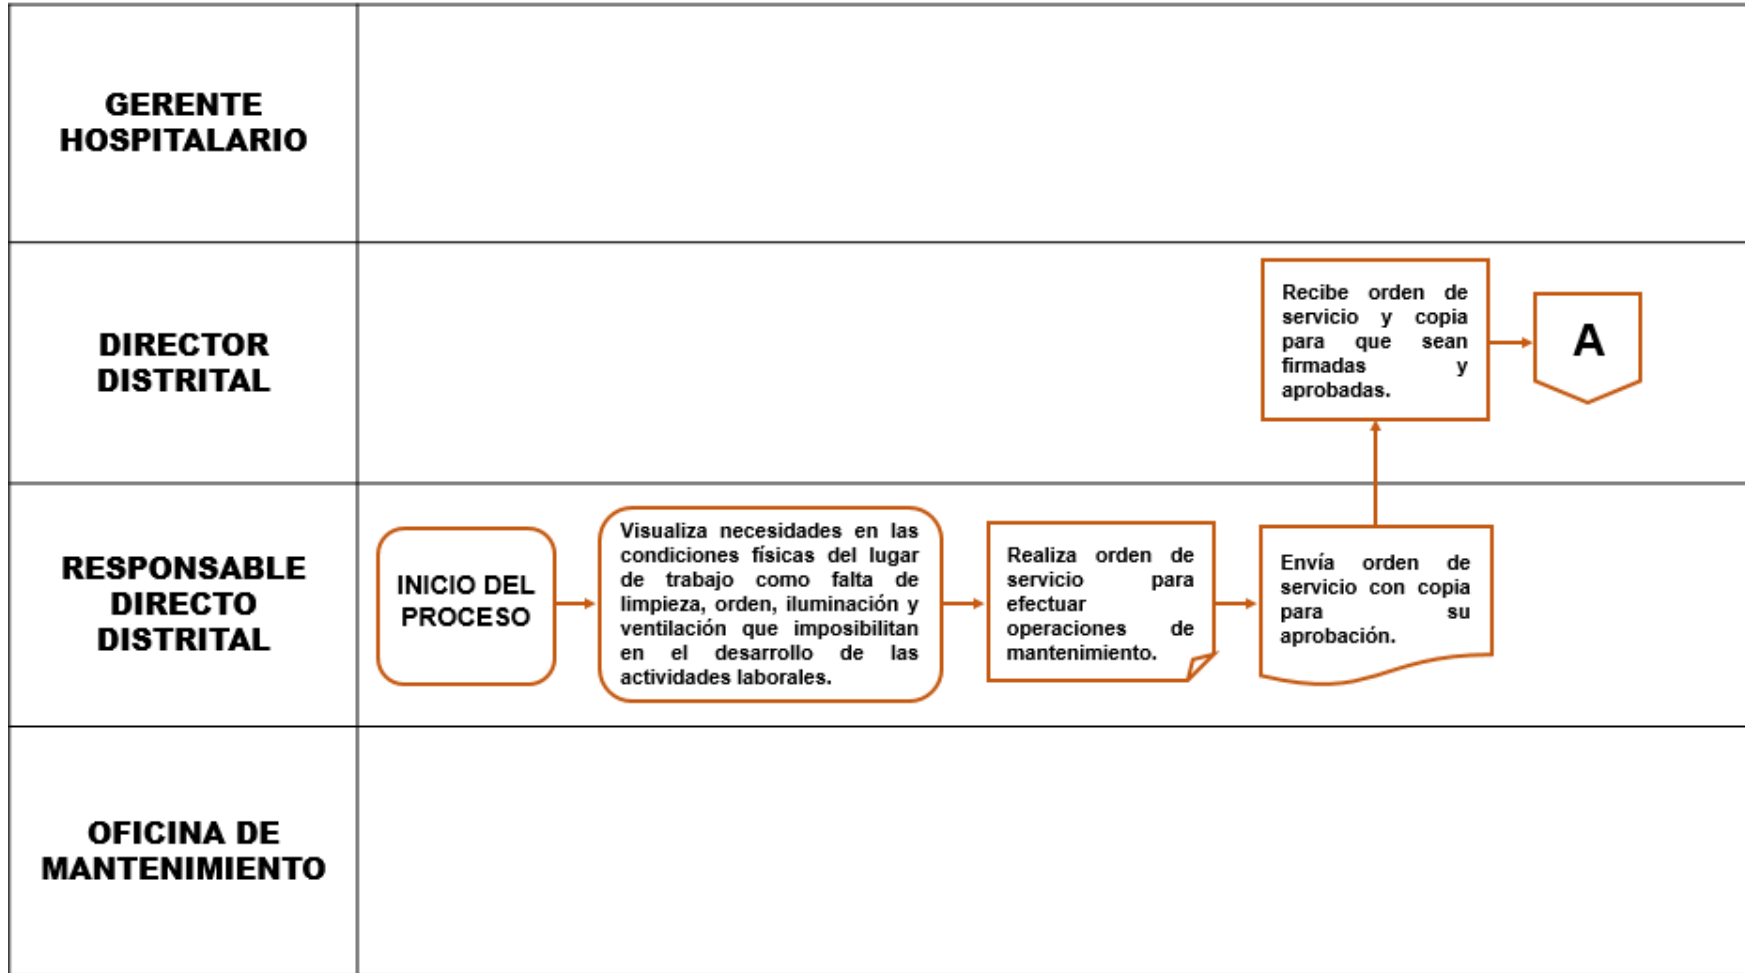 GERENTE
HOSPITALARIO
DIRECTOR
DISTRITAL
Recibe orden de
servicio y copia
para que sean
firmadas y
aprobadas.
A
RESPONSABLE
DIRECTO
DISTRITAL
INICIO DEL
PROCESO
Visualiza necesidades en las
condiciones físicas del lugar
de trabajo como falta de
limpieza, orden, iluminación y
ventilación que imposibilitan
en el desarrollo de las
actividades laborales.
Realiza orden de
servicio para
efectuar
operaciones de
mantenimiento.
Envía orden de
servicio con copia
para su
aprobación.
OFICINA DE
MANTENIMIENTO